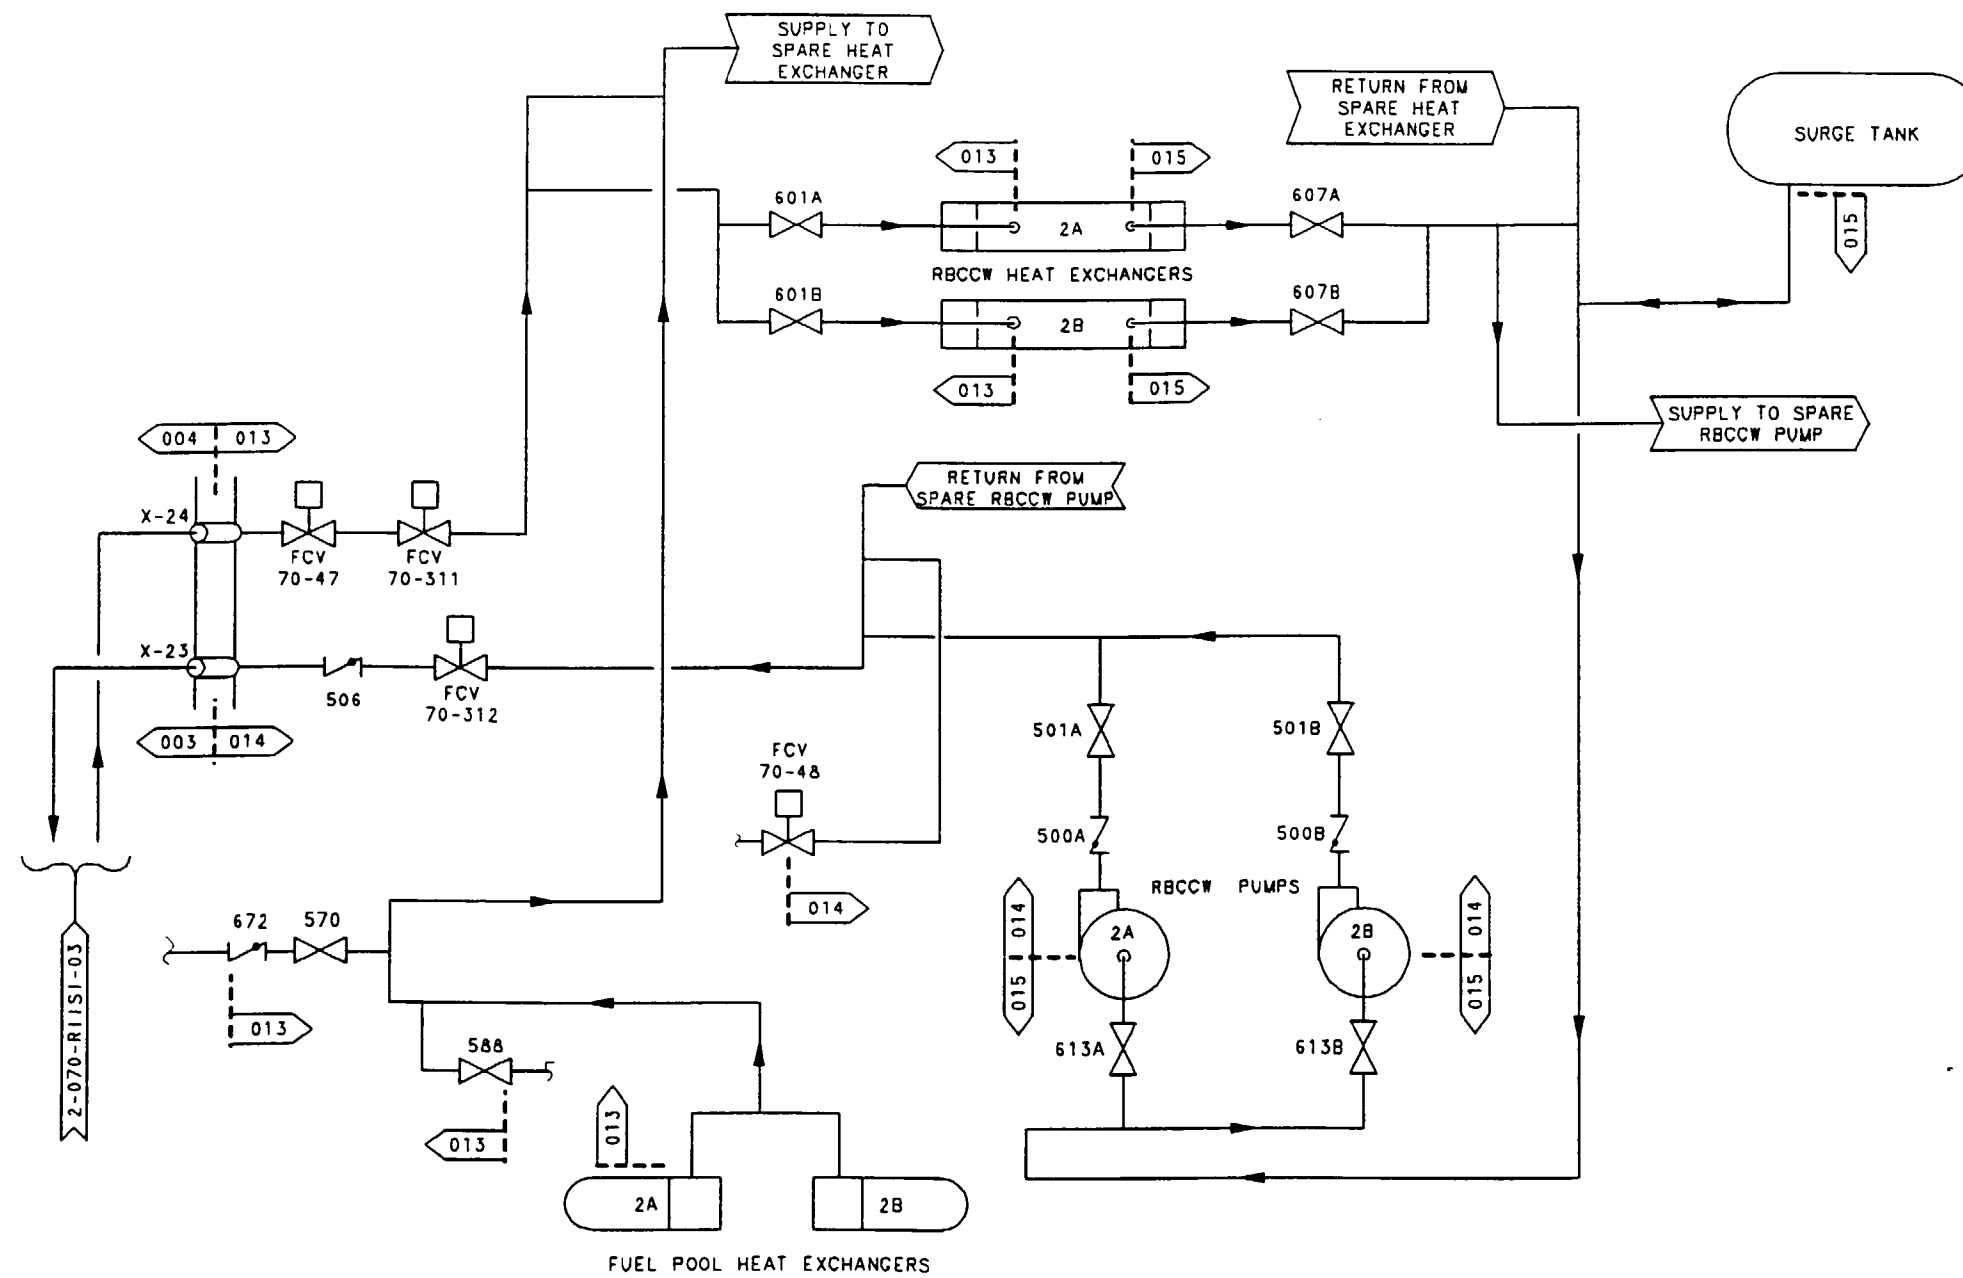 SUPPLY TO
SPARE HEAT
EXCHANGER
RETURN FROM
SPARE HEAT
EXCHANGER
SURGE TANK
013
015
015
601A
607A
2A
RBCCW HEAT EXCHANGERS
601B
607B
2B
013
015
SUPPLY TO SPARE
RBCCW PUMP
004
013
RETURN FROM
SPARE RBCCW PUMP
X-24
FCV
70-47
FCV
70-311
X-23
506
FCV
70-312
003
014
501A
501B
FCV
70-48
500A
500B
014
RBCCW PUMPS
2A
2B
014
015
014
015
672
570
2-070-R11S1-03
013
588
613A
613B
013
013
2A
2B
FUEL POOL HEAT EXCHANGERS